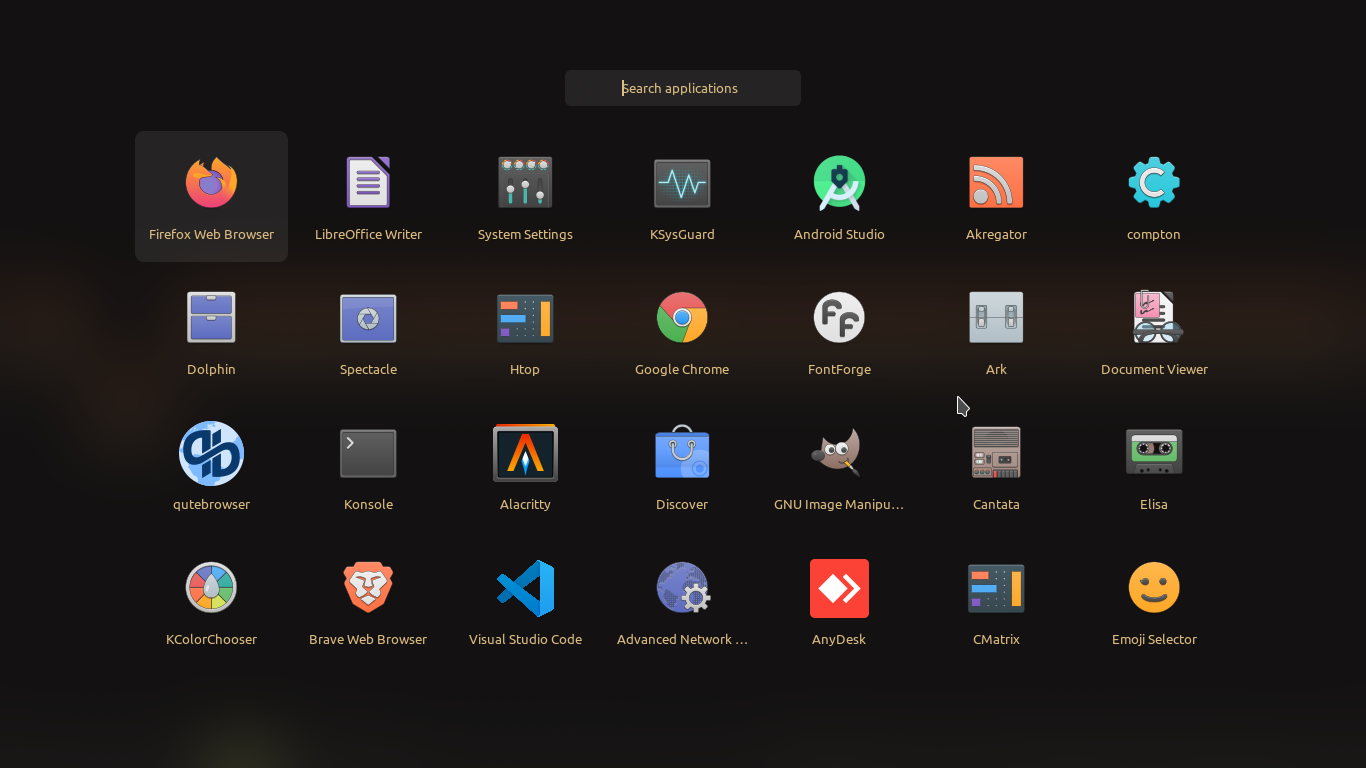 Search applications
Firefox Web Browser
LibreOffice Writer
System Settings
KSysGuard
Android Studio
Akregator
compton
Dolphin
Spectacle
Htop
Google Chrome
FontForge
Ark
Document Viewer
qutebrowser
Konsole
Alacritty
Discover
GNU Image Manipu...
Cantata
Elisa
KColorChooser
Brave Web Browser
Visual Studio Code
Advanced Network ...
AnyDesk
CMatrix
Emoji Selector